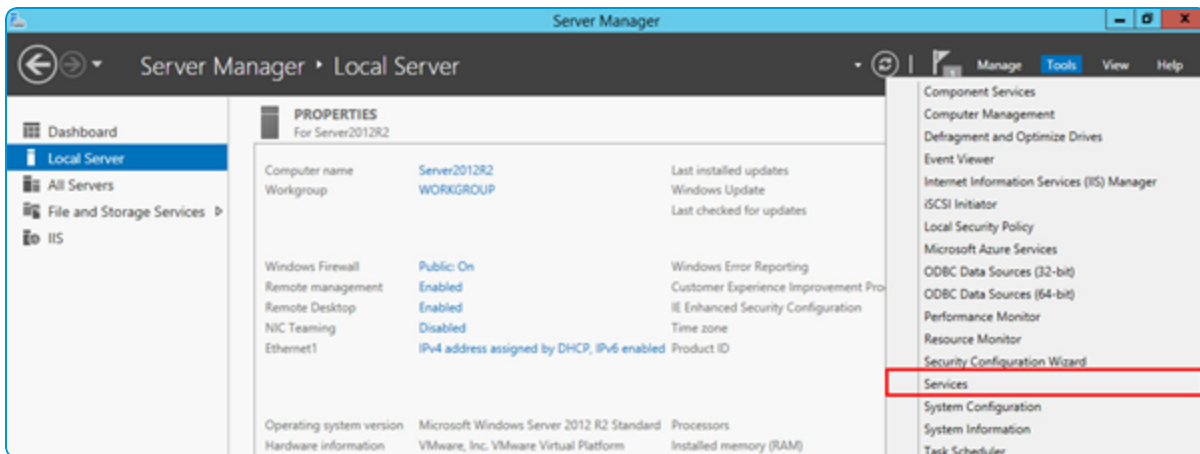 Server Manager
Server Manager ‣ Local Server
Manage Tools View Help
Dashboard
Local Server
All Servers
File and Storage Services
IIS
PROPERTIES
For Server2012R2
Computer name Server2012R2 Last installed updates
Workgroup WORKGROUP Windows Update
Last checked for updates
Windows Firewall Public: On Windows Error Reporting
Remote management Enabled Customer Experience Improvement Pro
Remote Desktop Enabled IE Enhanced Security Configuration
NIC Teaming Disabled Time zone
Ethernet1 IPv4 address assigned by DHCP, IPv6 enabled Product ID
Operating system version Microsoft Windows Server 2012 R2 Standard Processors
Hardware information VMware, Inc. VMware Virtual Platform Installed memory (RAM)
Component Services
Computer Management
Defragment and Optimize Drives
Event Viewer
Internet Information Services (IIS) Manager
iSCSI Initiator
Local Security Policy
Microsoft Azure Services
ODBC Data Sources (32-bit)
ODBC Data Sources (64-bit)
Performance Monitor
Resource Monitor
Security Configuration Wizard
Services
System Configuration
System Information
Task Scheduler